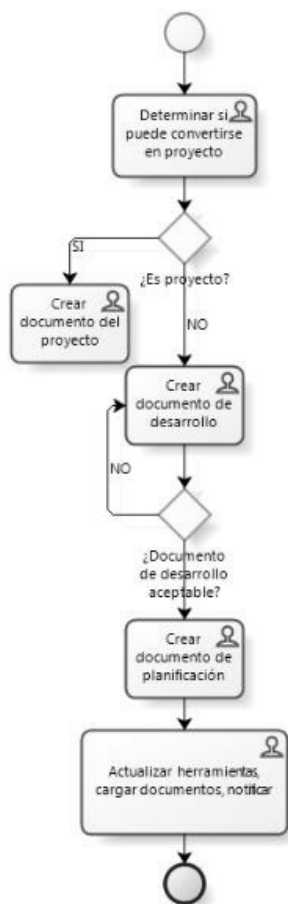 Determinar si
puede convertirse
en proyecto
SI
¿Es proyecto?
Crear
documento del
proyecto
NO
Crear
documento de
desarrollo
NO
¿Documento
de desarrollo
aceptable?
Crear
documento de
planificación
Actualizar herramientas,
cargar documentos, notificar